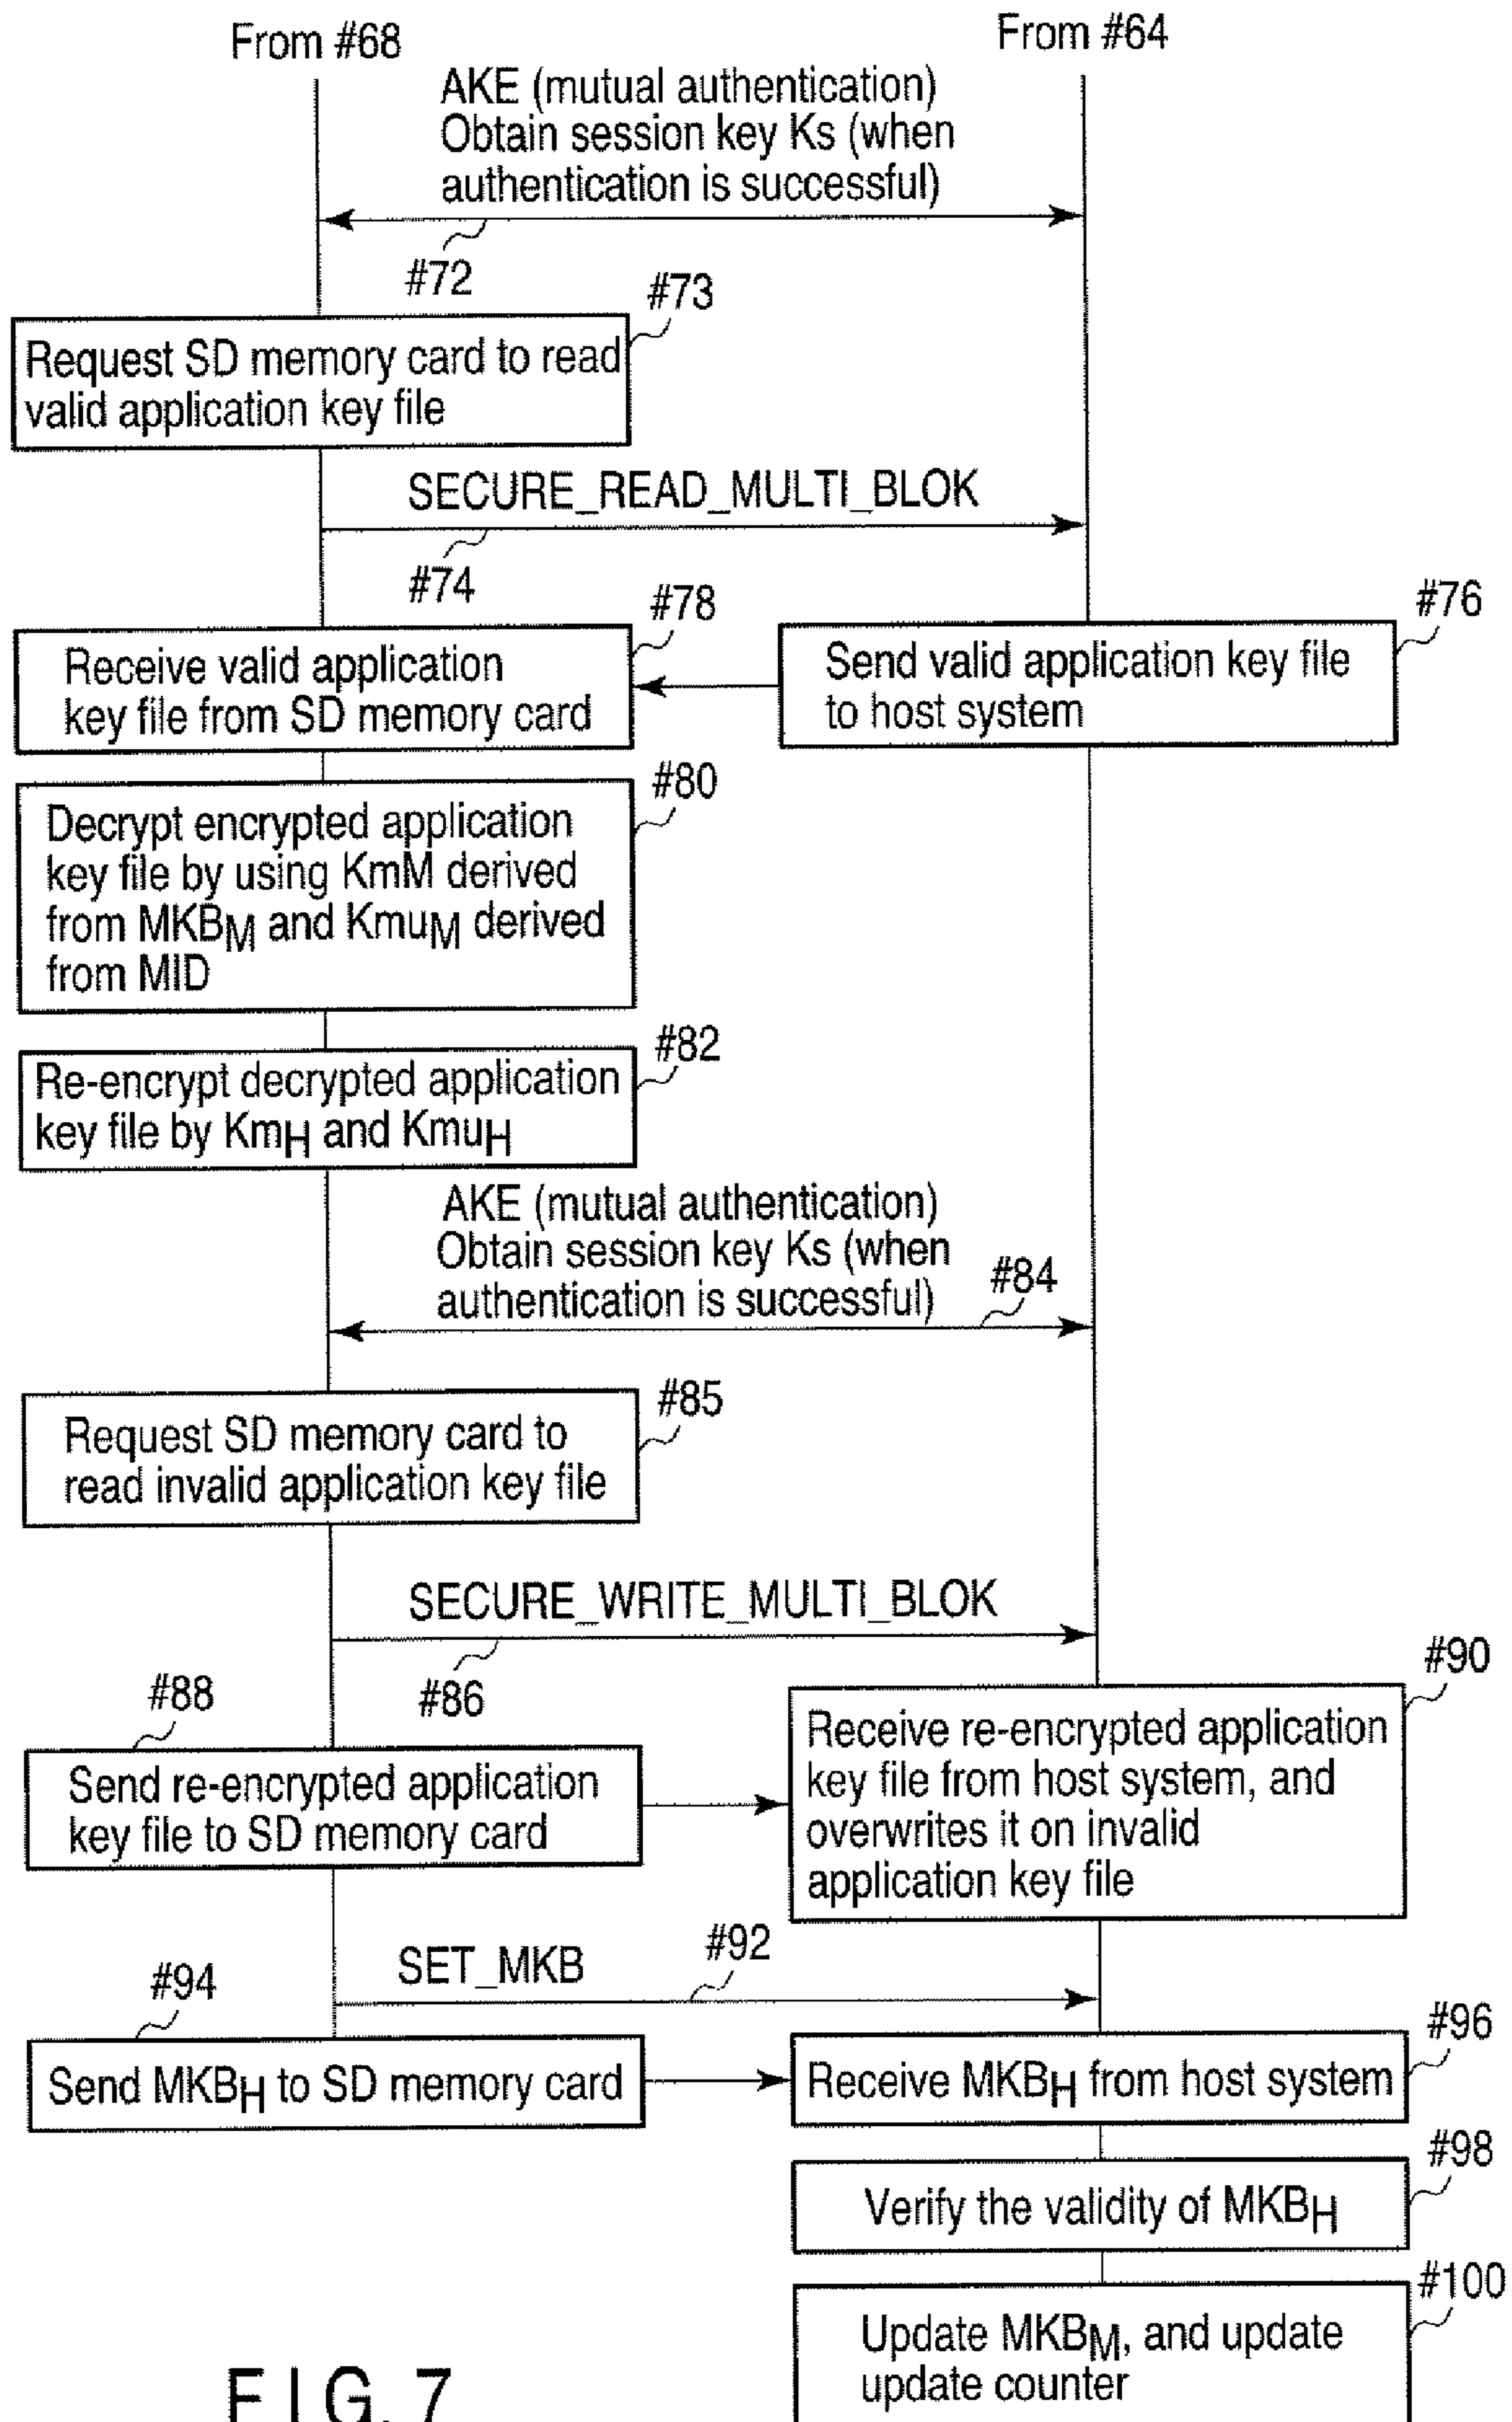 From #68
From #64
AKE (mutual authentication)
Obtain session key Ks (when
authentication is successful)
#72
#73
Request SD memory card to read
valid application key file
SECURE_READ_MULTI_BLOK
#74
#78
Receive valid application
key file from SD memory card
#76
Send valid application key file
to host system
#80
Decrypt encrypted application
key file by using KmM derived
from MKBM and KmuM derived
from MID
#82
Re-encrypt decrypted application
key file by KmH and KmuH
AKE (mutual authentication)
Obtain session key Ks (when
authentication is successful)
#84
#85
Request SD memory card to
read invalid application key file
SECURE_WRITE_MULTI_BLOK
#86
#88
Send re-encrypted application
key file to SD memory card
#90
Receive re-encrypted application
key file from host system, and
overwrites it on invalid
application key file
SET_MKB
#92
#94
Send MKBH to SD memory card
#96
Receive MKBH from host system
#98
Verify the validity of MKBH
#100
Update MKBM, and update
update counter
FIG. 7